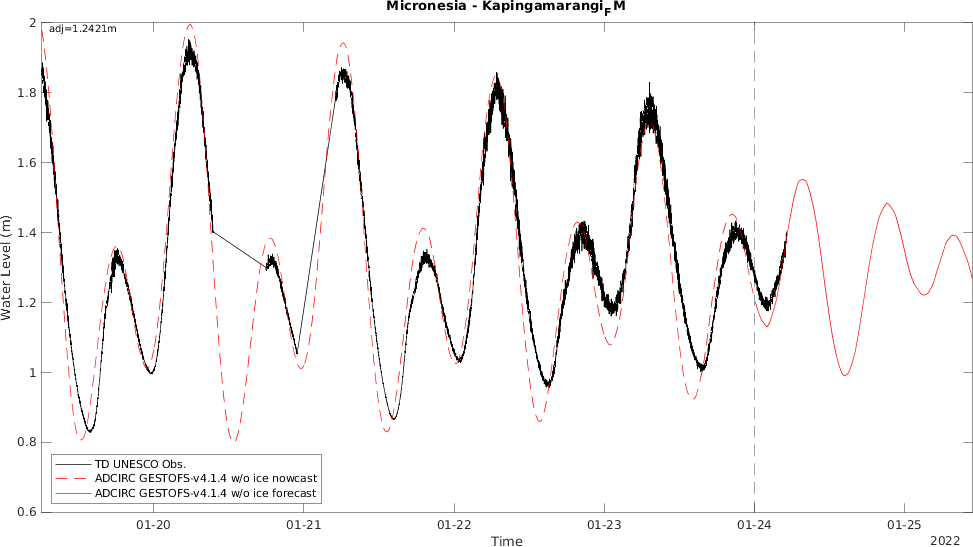 Micronesia - Kapingamarangi_FM
adj=1.2421m
2
1.8
1.6
1.4
1.2
1
0.8
0.6
Water Level (m)
TD UNESCO Obs.
ADCIRC GESTOFS-v4.1.4 w/o ice nowcast
ADCIRC GESTOFS-v4.1.4 w/o ice forecast
01-20 01-21 01-22 01-23 01-24 01-25
Time
2022